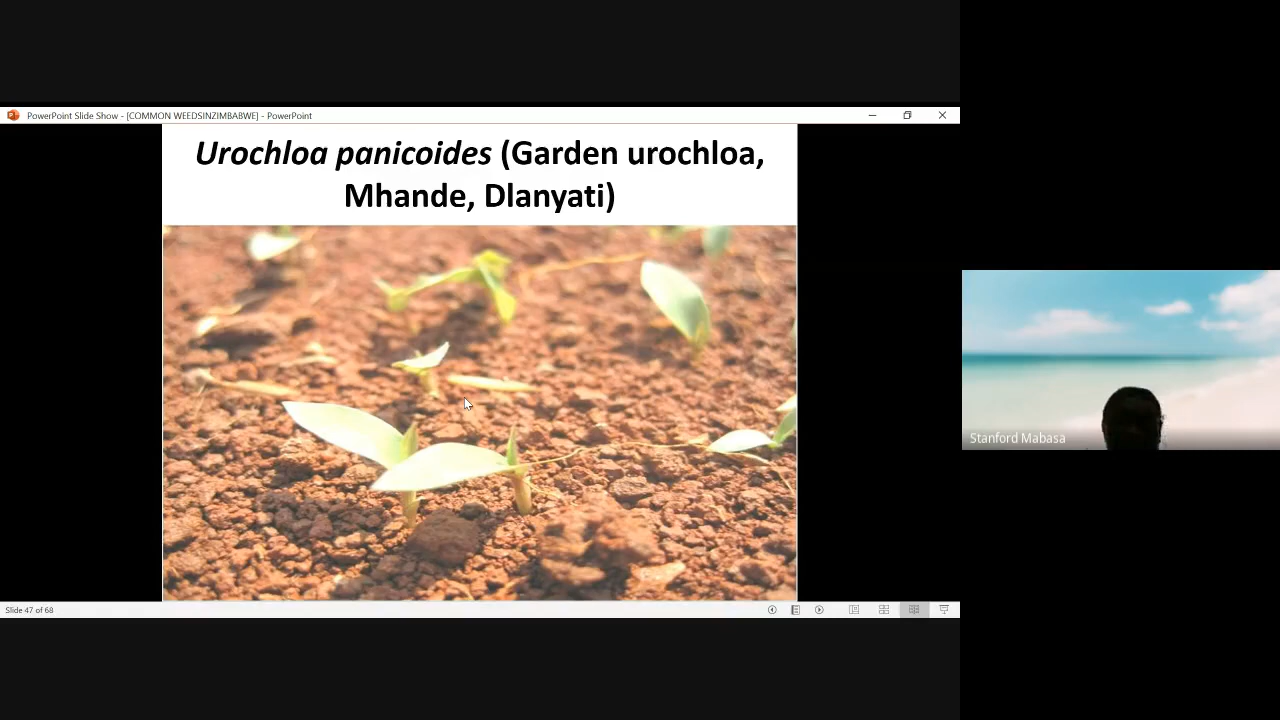 PowerPoint Slide Show - [COMMON WEEDSINZIMBABWE] - PowerPoint
Urochloa panicoides (Garden urochloa,
Mhande, Dlanyati)
Stanford Mabasa
Slide 47 of 68